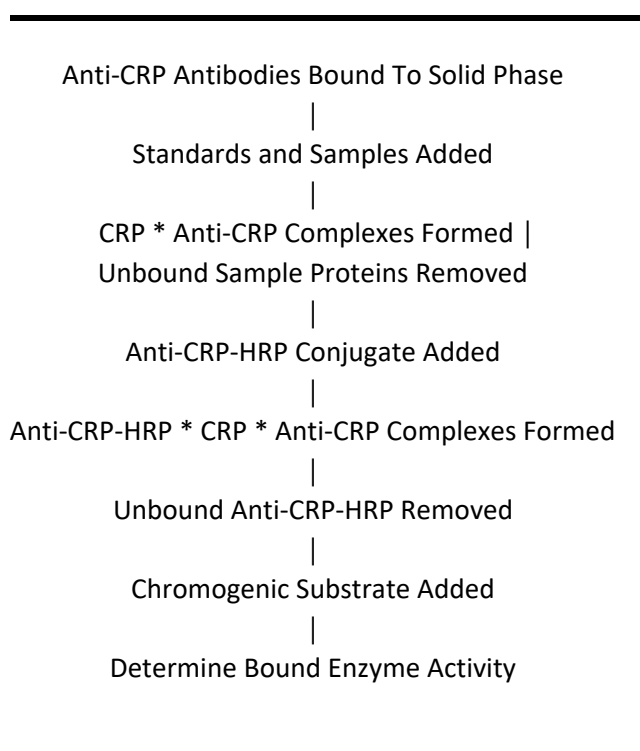 Anti-CRP Antibodies Bound To Solid Phase
|
Standards and Samples Added
|
CRP * Anti-CRP Complexes Formed |
Unbound Sample Proteins Removed
|
Anti-CRP-HRP Conjugate Added
|
Anti-CRP-HRP * CRP * Anti-CRP Complexes Formed
|
Unbound Anti-CRP-HRP Removed
|
Chromogenic Substrate Added
|
Determine Bound Enzyme Activity